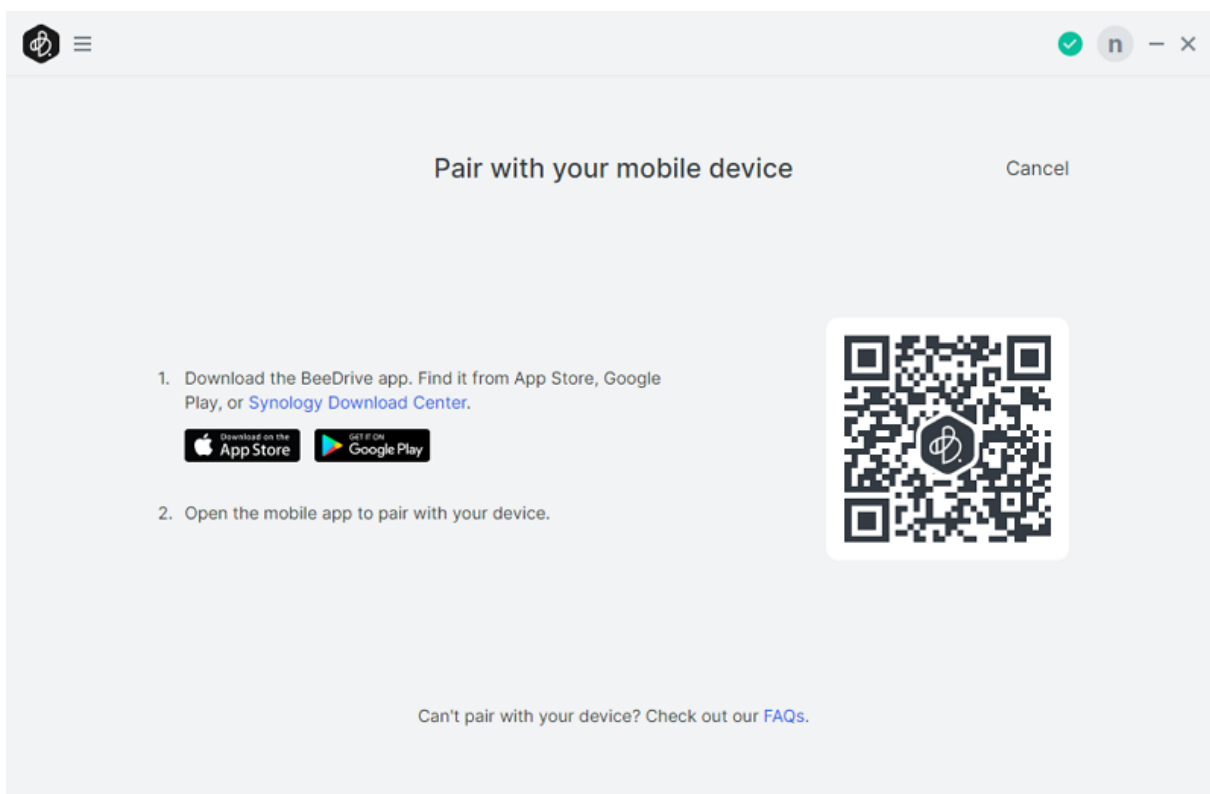 n
Pair with your mobile device
Cancel
1. Download the BeeDrive app. Find it from App Store, Google
Play, or Synology Download Center.
Download on the
App Store
GET IT ON
Google Play
2. Open the mobile app to pair with your device.
Can't pair with your device? Check out our FAQs.